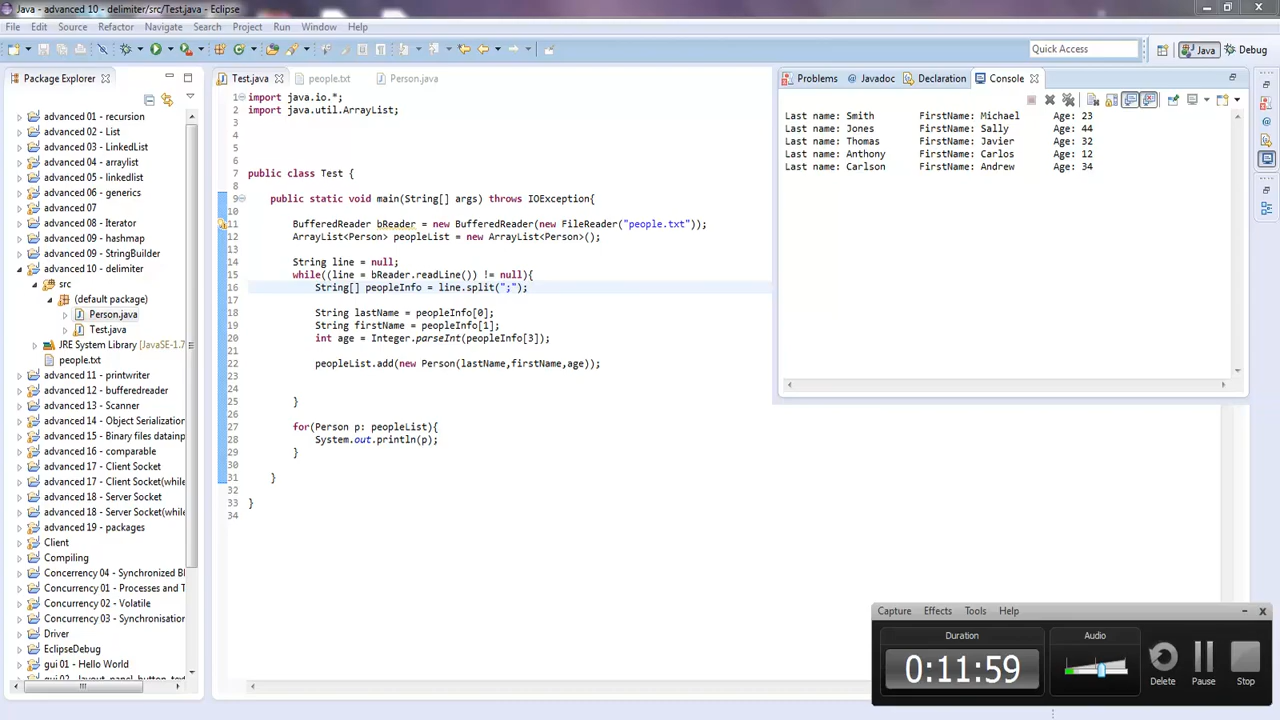 Java - advanced 10 - delimiter/src/Test.java - Eclipse
File Edit Source Refactor Navigate Search Project Run Window Help
Quick Access
Java
Debug
Package Explorer
advanced 01 - recursion
advanced 02 - List
advanced 03 - LinkedList
advanced 04 - arraylist
advanced 05 - linkedlist
advanced 06 - generics
advanced 07
advanced 08 - Iterator
advanced 09 - hashmap
advanced 09 - StringBuilder
advanced 10 - delimiter
src
(default package)
Person.java
Test.java
JRE System Library [JavaSE-1.7
people.txt
advanced 11 - printwriter
advanced 12 - bufferedreader
advanced 13 - Scanner
advanced 14 - Object Serialization
advanced 15 - Binary files datainp
advanced 16 - comparable
advanced 17 - Client Socket
advanced 17 - Client Socket(while
advanced 18 - Server Socket
advanced 18 - Server Socket(while
advanced 19 - packages
Client
Compiling
Concerrency 04 - Synchronized Bl
Concurrency 01 - Processes and T
Concurrency 02 - Volatile
Concurrency 03 - Synchronisation
Driver
EclipseDebug
gui 01 - Hello World
Test.java people.txt Person.java
1 import java.io.*;
2 import java.util.ArrayList;
3
4
5
6
7 public class Test {
8
9 public static void main(String[] args) throws IOException{
10
11 BufferedReader bReader = new BufferedReader(new FileReader("people.txt"));
12 ArrayList<Person> peopleList = new ArrayList<Person>();
13
14 String line = null;
15 while((line = bReader.readLine()) != null){
16 String[] peopleInfo = line.split(";");
17
18 String lastName = peopleInfo[0];
19 String firstName = peopleInfo[1];
20 int age = Integer.parseInt(peopleInfo[3]);
21
22 peopleList.add(new Person(lastName,firstName,age));
23
24
25 }
26
27 for(Person p: peopleList){
28 System.out.println(p);
29 }
30
31 }
32
33 }
34
Problems Javadoc Declaration Console
Last name: Smith FirstName: Michael Age: 23
Last name: Jones FirstName: Sally Age: 44
Last name: Thomas FirstName: Javier Age: 32
Last name: Anthony FirstName: Carlos Age: 12
Last name: Carlson FirstName: Andrew Age: 34
Capture Effects Tools Help
Duration
0:11:59
Audio
Delete
Pause
Stop